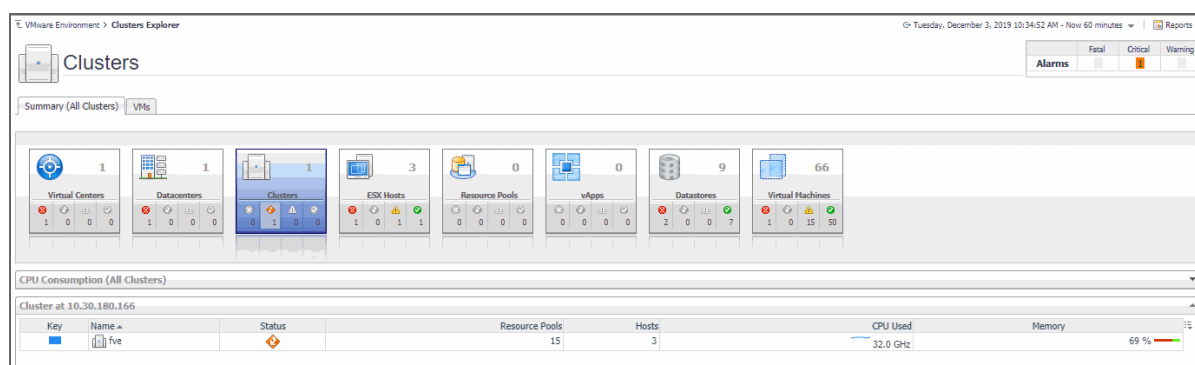 VMware Environment > Clusters Explorer
Tuesday, December 3, 2019 10:34:52 AM - Now 60 minutes | Reports
Clusters
Fatal Critical Warning
Alarms 1
Summary (All Clusters) VMs
1 1 1 3 0 0 9 66
Virtual Centers Datacenters Clusters ESX Hosts Resource Pools vApps Datastores Virtual Machines
1 0 0 0 1 0 0 0 0 1 0 0 1 0 1 1 0 0 0 0 0 0 0 0 2 0 0 7 1 0 15 50
CPU Consumption (All Clusters)
Cluster at 10.30.180.166
Key Name Status Resource Pools Hosts CPU Used Memory
fve 15 3 32.0 GHz 69 %